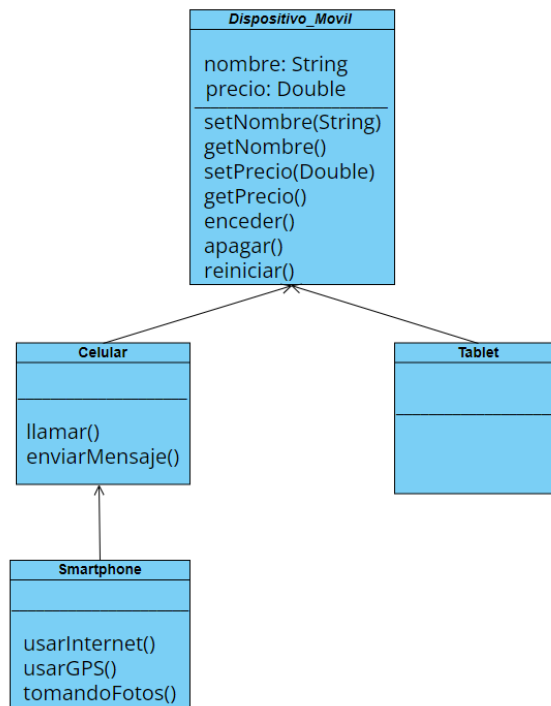 Dispositivo_Movil
nombre: String
precio: Double
setNombre(String)
getNombre()
setPrecio(Double)
getPrecio()
enceder()
apagar()
reiniciar()
Celular
llamar()
enviarMensaje()
Tablet
Smartphone
usarInternet()
usarGPS()
tomandoFotos()